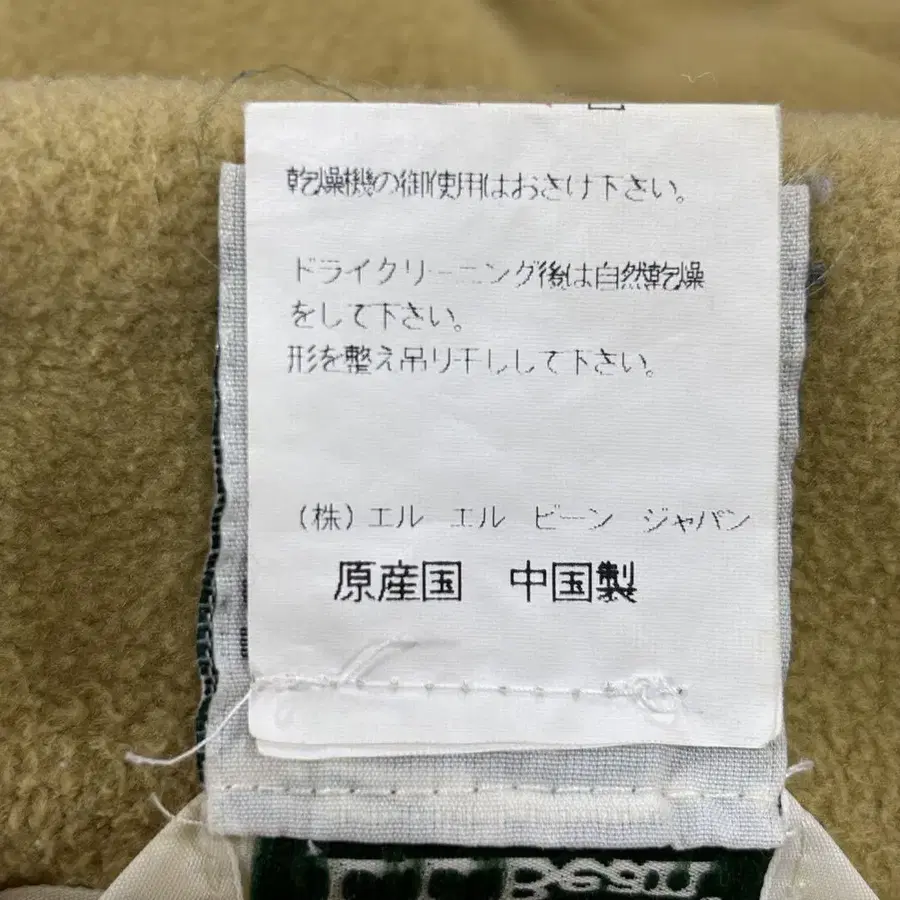 乾燥機の御使用はおさけ下さい。
ドライクリーニング後は自然乾燥
をして下さい。
形を整え吊り干しして下さい。
(株)エル エル ビーン ジャパン
原産国 中国製